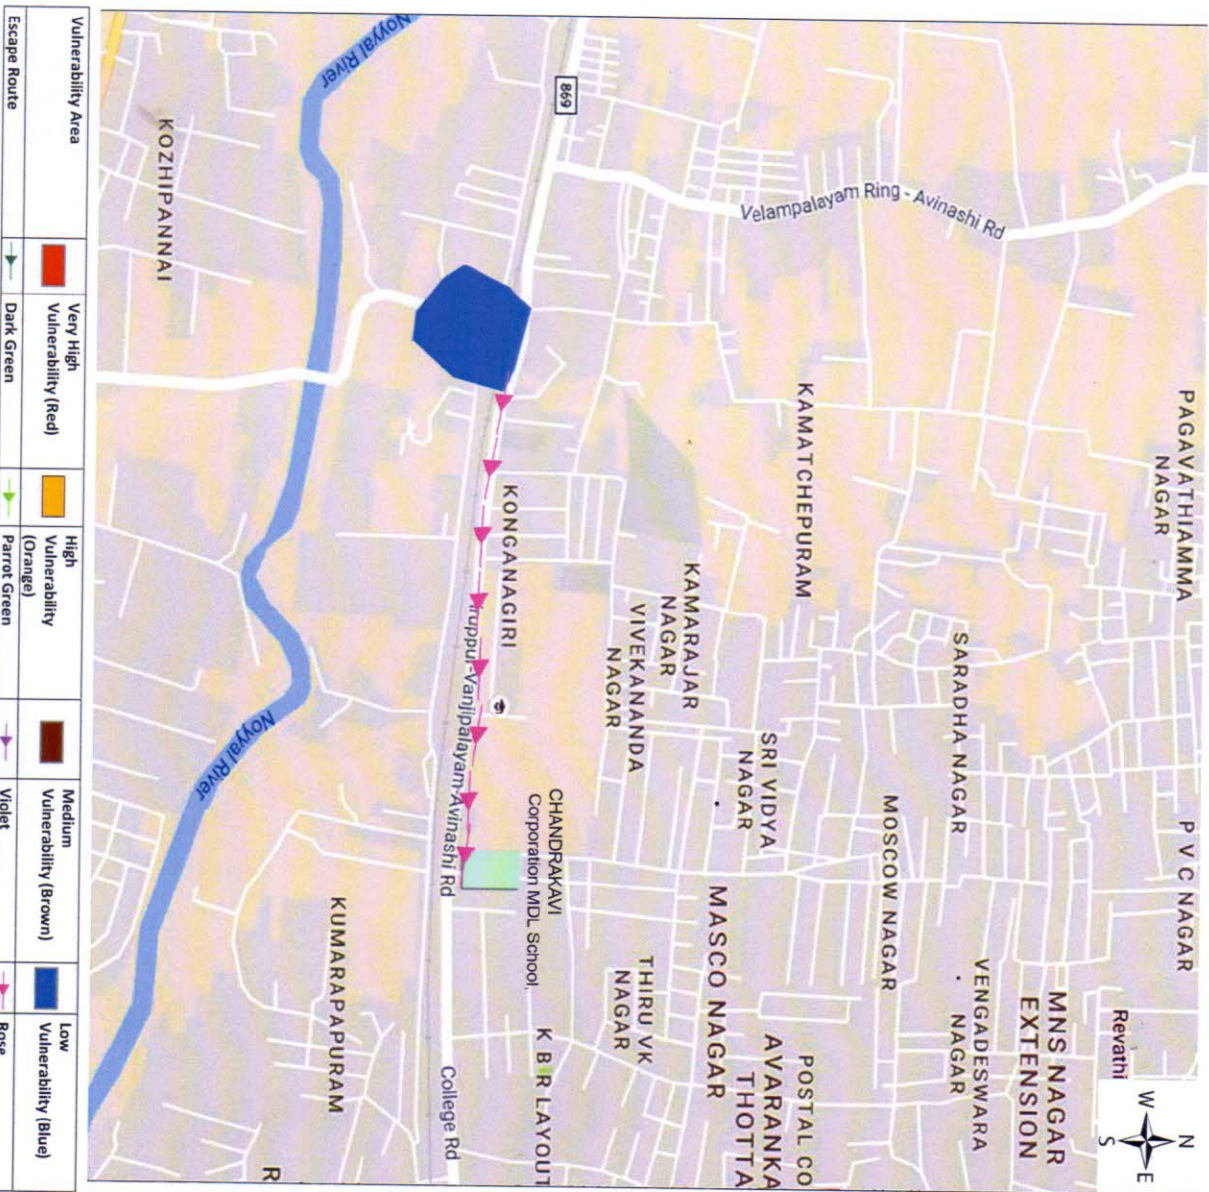 N
W
E
S
Revathi
PAGAVATHIAMMA
NAGAR
P V C NAGAR
MNS NAGAR
EXTENSION
VENGADESWARA
NAGAR
SARADHA NAGAR
Velampalayam Ring - Avinashi Rd
MOSCOW NAGAR
KAMATCHEPURAM
POSTAL CO
AVARANKA
THOTTA
SRI VIDYA
NAGAR
MASCO NAGAR
KAMARAJAR
NAGAR
VIVEKANANDA
NAGAR
THIRU VK
NAGAR
869
CHANDRAKAVI
Corporation MDL School,
K B R LAYOUT
KONGANAGIRI
iruppur-Vanjipalayam-Avinashi Rd
College Rd
Noyyal River
Noyyal River
KUMARAPAPURAM
R
KOZHIPANNAI
Vulnerability Area
Very High
Vulnerability (Red)
High
Vulnerability
(Orange)
Medium
Vulnerability (Brown)
Low
Vulnerability (Blue)
Escape Route
Dark Green
Parrot Green
Violet
Rose